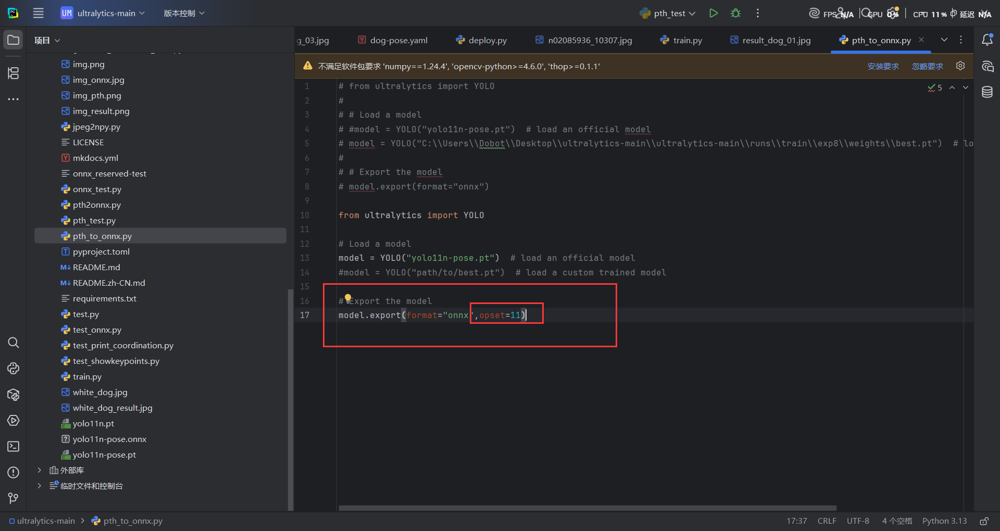 UM ultralytics-main 版本控制 pth_test FPS N/A GPU 0% CPU 11% 延迟 N/A
项目
g_03.jpg dog-pose.yaml deploy.py n02085936_10307.jpg train.py result_dog_01.jpg pth_to_onnx.py
不满足软件包要求 'numpy==1.24.4', 'opencv-python>=4.6.0', 'thop>=0.1.1' 安装要求 忽略要求
img.png
img_onnx.jpg
img_pth.png
img_result.png
jpeg2npy.py
LICENSE
mkdocs.yml
onnx_reserved-test
onnx_test.py
pth2onnx.py
pth_test.py
pth_to_onnx.py
pyproject.toml
M↓ README.md
M↓ README.zh-CN.md
requirements.txt
test.py
test_onnx.py
test_print_coordination.py
test_showkeypoints.py
train.py
white_dog.jpg
white_dog_result.jpg
yolo11n.pt
yolo11n-pose.onnx
yolo11n-pose.pt
外部库
临时文件和控制台
5
1 # from ultralytics import YOLO
2 #
3 # # Load a model
4 # #model = YOLO("yolo11n-pose.pt")  # load an official model
5 # model = YOLO("C:\\Users\\Dobot\\Desktop\\ultralytics-main\\ultralytics-main\\runs\\train\\exp8\\weights\\best.pt")  # lo
6 #
7 # # Export the model
8 # model.export(format="onnx")
9
10 from ultralytics import YOLO
11
12 # Load a model
13 model = YOLO("yolo11n-pose.pt")  # load an official model
14 #model = YOLO("path/to/best.pt")  # load a custom trained model
15
16 # Export the model
17 model.export(format="onnx",opset=11)
ultralytics-main > pth_to_onnx.py 17:37 CRLF UTF-8 4 个空格 Python 3.13